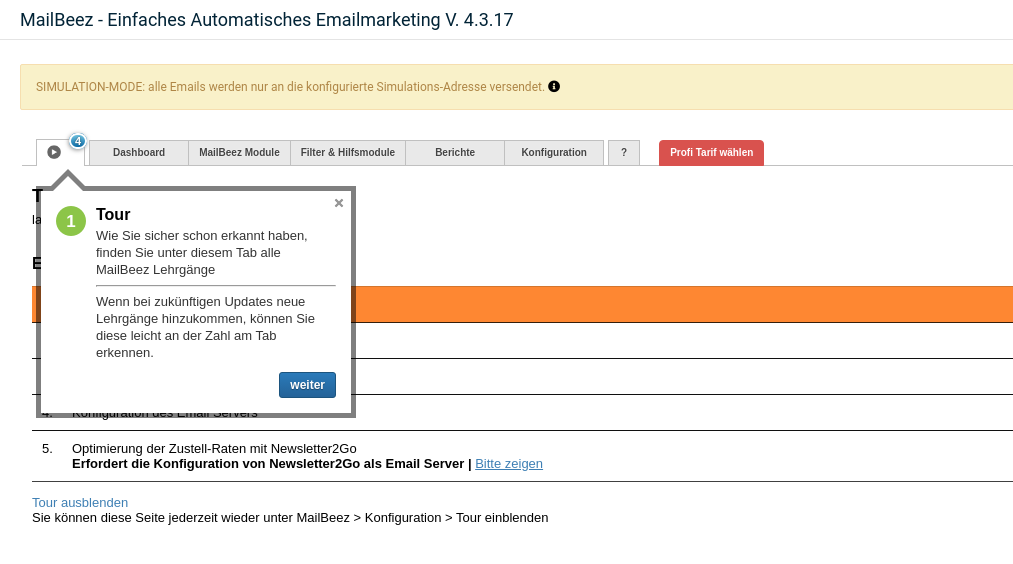 MailBeez - Einfaches Automatisches Emailmarketing V. 4.3.17
SIMULATION-MODE: alle Emails werden nur an die konfigurierte Simulations-Adresse versendet.
4
Dashboard
MailBeez Module
Filter & Hilfsmodule
Berichte
Konfiguration
?
Profi Tarif wählen
T
la
1
Tour
Wie Sie sicher schon erkannt haben,
finden Sie unter diesem Tab alle
MailBeez Lehrgänge
Wenn bei zukünftigen Updates neue
Lehrgänge hinzukommen, können Sie
diese leicht an der Zahl am Tab
erkennen.
weiter
E
4. Konfiguration des Email Servers
5. Optimierung der Zustell-Raten mit Newsletter2Go
Erfordert die Konfiguration von Newsletter2Go als Email Server | Bitte zeigen
Tour ausblenden
Sie können diese Seite jederzeit wieder unter MailBeez > Konfiguration > Tour einblenden